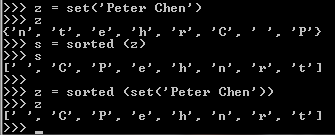 >>> z = set('Peter Chen')
>>> z
{'n', 't', 'e', 'h', 'r', 'C', ' ', 'P'}
>>> s = sorted (z)
>>> s
[' ', 'C', 'P', 'e', 'h', 'n', 'r', 't']
>>>
>>> z = sorted (set('Peter Chen'))
>>> z
[' ', 'C', 'P', 'e', 'h', 'n', 'r', 't']
>>> _